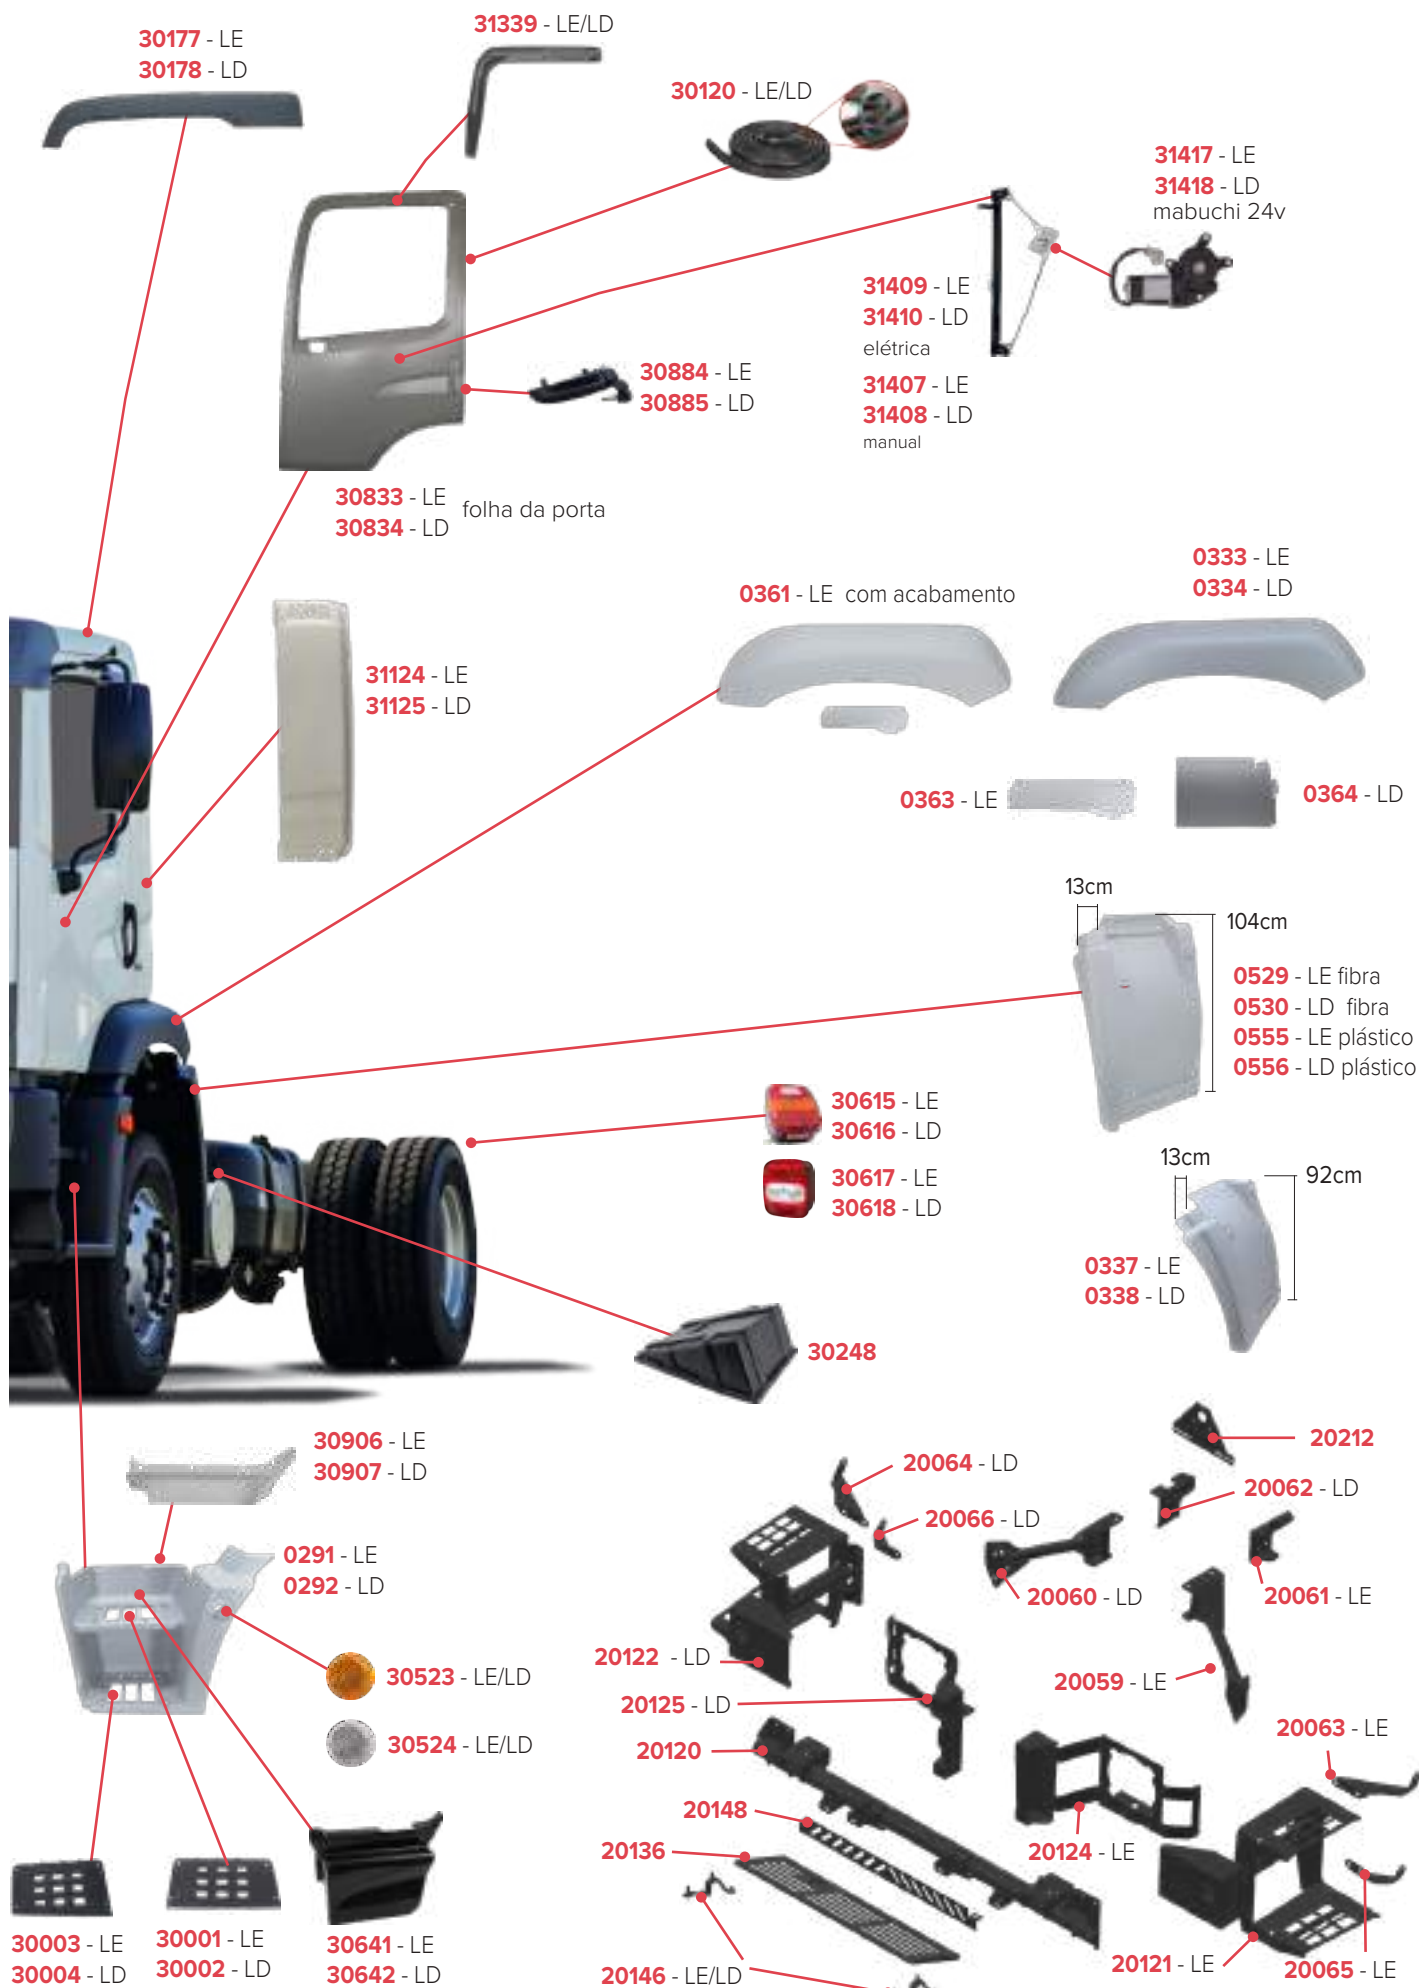 30177 - LE
30178 - LD
31339 - LE/LD
30120 - LE/LD
31417 - LE
31418 - LD
mabuchi 24v
31409 - LE
31410 - LD
elétrica
31407 - LE
31408 - LD
manual
30884 - LE
30885 - LD
30833 - LE
30834 - LD
folha da porta
0361 - LE com acabamento
0333 - LE
0334 - LD
31124 - LE
31125 - LD
0363 - LE
0364 - LD
13cm
104cm
0529 - LE fibra
0530 - LD fibra
0555 - LE plástico
0556 - LD plástico
30615 - LE
30616 - LD
30617 - LE
30618 - LD
13cm
92cm
0337 - LE
0338 - LD
30248
30906 - LE
30907 - LD
20212
20064 - LD
20062 - LD
20066 - LD
0291 - LE
0292 - LD
20060 - LD
20061 - LE
20122 - LD
30523 - LE/LD
20059 - LE
20125 - LD
20063 - LE
30524 - LE/LD
20120
20148
20136
20124 - LE
30003 - LE
30004 - LD
30001 - LE
30002 - LD
30641 - LE
30642 - LD
20146 - LE/LD
20121 - LE
20065 - LE